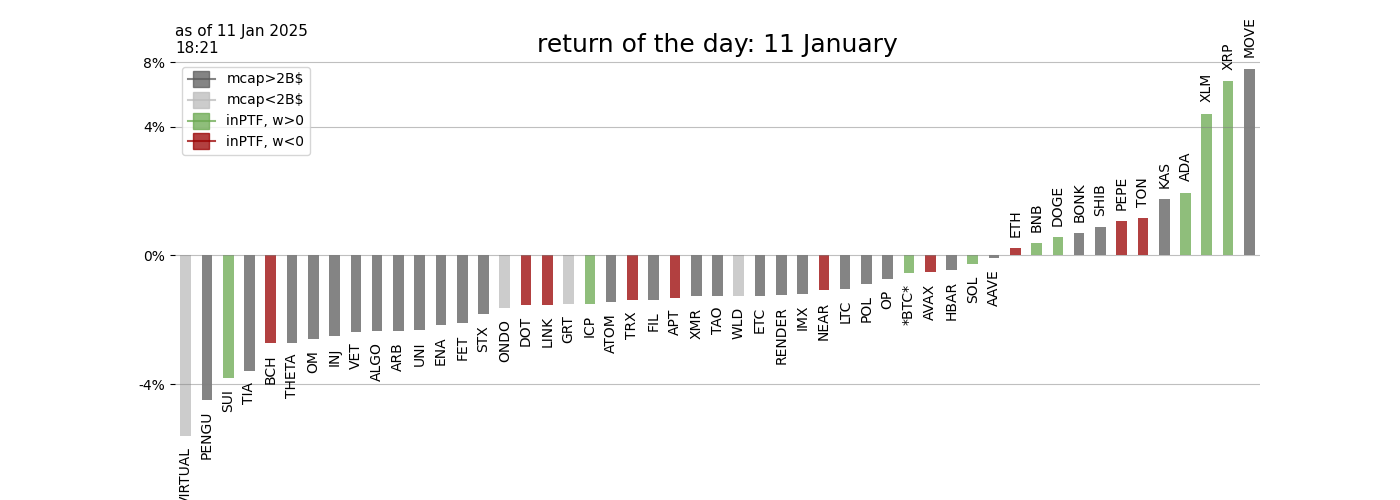 as of 11 Jan 2025
18:21
return of the day: 11 January
8%
4%
0%
-4%
mcap>2B$
mcap<2B$
inPTF, w>0
inPTF, w<0
VIRTUAL
PENGU
SUI
TIA
BCH
THETA
OM
INJ
VET
ALGO
ARB
UNI
ENA
FET
STX
ONDO
DOT
LINK
GRT
ICP
ATOM
TRX
FIL
APT
XMR
TAO
WLD
ETC
RENDER
IMX
NEAR
LTC
POL
OP
*BTC*
AVAX
HBAR
SOL
AAVE
ETH
BNB
DOGE
BONK
SHIB
PEPE
TON
KAS
ADA
XLM
XRP
MOVE